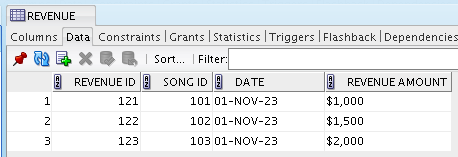 REVENUE
Columns Data Constraints Grants Statistics Triggers Flashback Dependencies
Sort... Filter:
REVENUE ID SONG ID DATE REVENUE AMOUNT
1 121 101 01-NOV-23 $1,000
2 122 102 01-NOV-23 $1,500
3 123 103 01-NOV-23 $2,000